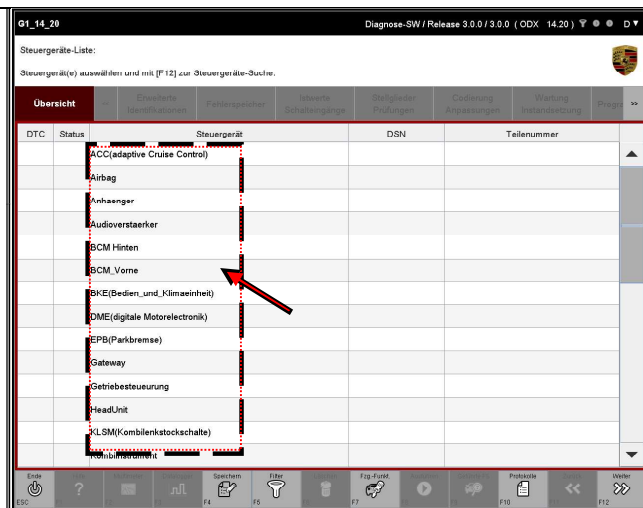 G1_14_20
Diagnose-SW / Release 3.0.0 / 3.0.0 ( ODX 14.20 )
D
Steuergeräte-Liste:
Steuergerät(e) auswählen und mit [F12] zur Steuergeräte-Suche.
Übersicht
Erweiterte Identifikationen
Fehlerspeicher
Istwerte Schalteingänge
Stellglieder Prüfungen
Codierung Anpassungen
Wartung Instandsetzung
Progra
>>
DTC Status Steuergerät DSN Teilenummer
ACC(adaptive Cruise Control)
Airbag
Anhaenger
Audioverstaerker
BCM Hinten
BCM_Vorne
BKE(Bedien_und_Klimaeinheit)
DME(digitale Motorelectronik)
EPB(Parkbremse)
Gateway
Getriebesteueurung
HeadUnit
KLSM(Kombilenkstockschalte)
Kombiinstrument
Ende
Speichern
Filter
Fzg.-Funkt.
Protokolle
Weiter
ESC
F4
F5
F7
F10
F12